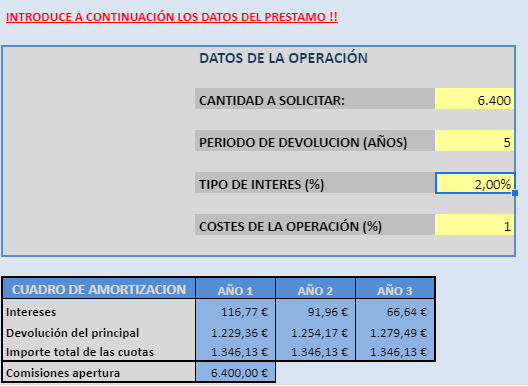 INTRODUCE A CONTINUACIÓN LOS DATOS DEL PRESTAMO !!
DATOS DE LA OPERACIÓN
CANTIDAD A SOLICITAR: 6.400
PERIODO DE DEVOLUCION (AÑOS) 5
TIPO DE INTERES (%) 2,00%
COSTES DE LA OPERACIÓN (%) 1
CUADRO DE AMORTIZACION AÑO 1 AÑO 2 AÑO 3
Intereses 116,77 € 91,96 € 66,64 €
Devolución del principal 1.229,36 € 1.254,17 € 1.279,49 €
Importe total de las cuotas 1.346,13 € 1.346,13 € 1.346,13 €
Comisiones apertura 6.400,00 €